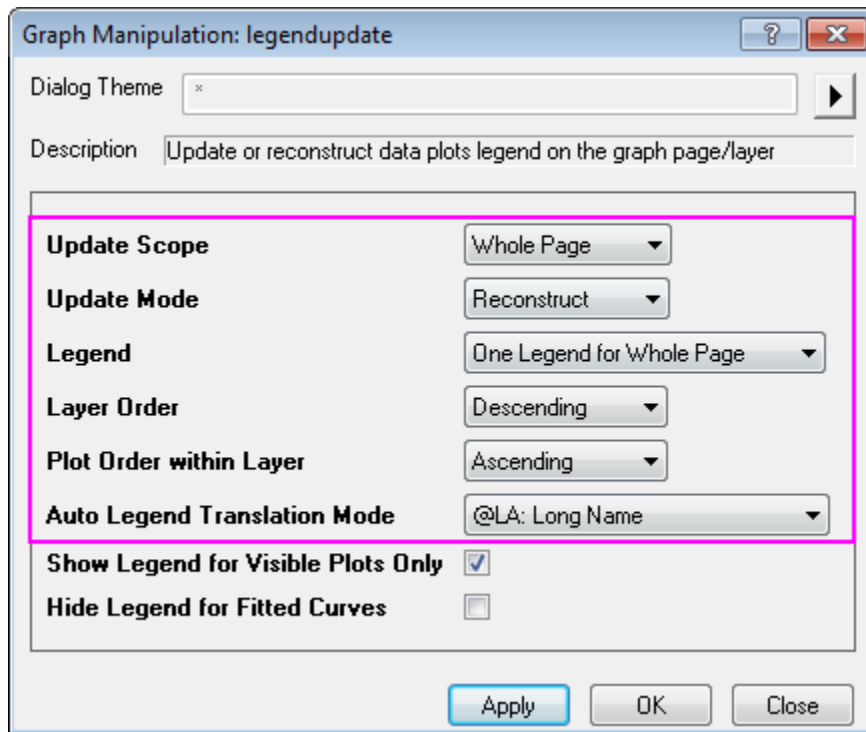 Graph Manipulation: legendupdate
Dialog Theme *
Description Update or reconstruct data plots legend on the graph page/layer
Update Scope Whole Page
Update Mode Reconstruct
Legend One Legend for Whole Page
Layer Order Descending
Plot Order within Layer Ascending
Auto Legend Translation Mode @LA: Long Name
Show Legend for Visible Plots Only
Hide Legend for Fitted Curves
Apply OK Close